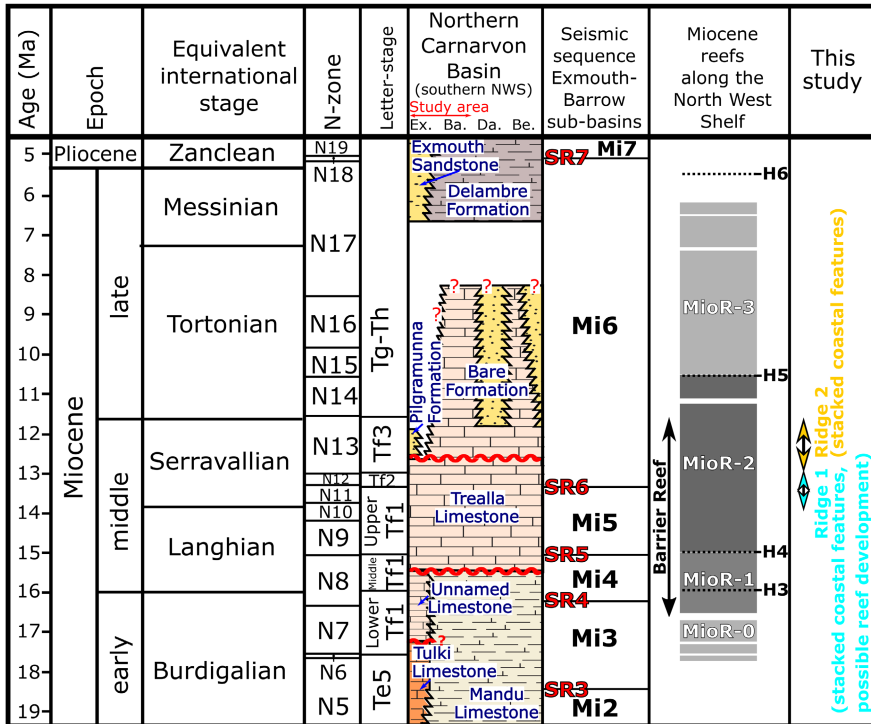 Age (Ma)
Epoch
Equivalent
international
stage
N-zone
Letter-stage
Northern
Carnarvon
Basin
(southern NWS)
Study area
Ex. Ba. Da. Be.
Seismic
sequence
Exmouth-
Barrow
sub-basins
Miocene
reefs
along the
North West
Shelf
This
study
5
6
7
8
9
10
11
12
13
14
15
16
17
18
19
Pliocene
Miocene
late
middle
early
Zanclean
Messinian
Tortonian
Serravallian
Langhian
Burdigalian
N19
N18
N17
N16
N15
N14
N13
N12
N11
N10
N9
N8
N7
N6
N5
Tg-Th
Tf3
Tf2
Upper
Tf1
Middle
Tf1
Lower
Tf1
Te5
Exmouth
Sandstone
Delambre
Formation
?
?
?
?
Pilgramunna
Formation
Bare
Formation
Trealla
Limestone
Unnamed
Limestone
?
Tulki
Limestone
Mandu
Limestone
SR7
Mi7
Mi6
SR6
Mi5
SR5
Mi4
SR4
Mi3
SR3
Mi2
H6
MioR-3
H5
MioR-2
Barrier Reef
H4
MioR-1
H3
MioR-0
Ridge 2
(stacked coastal features)
Ridge 1
(stacked coastal features,
possible reef development)